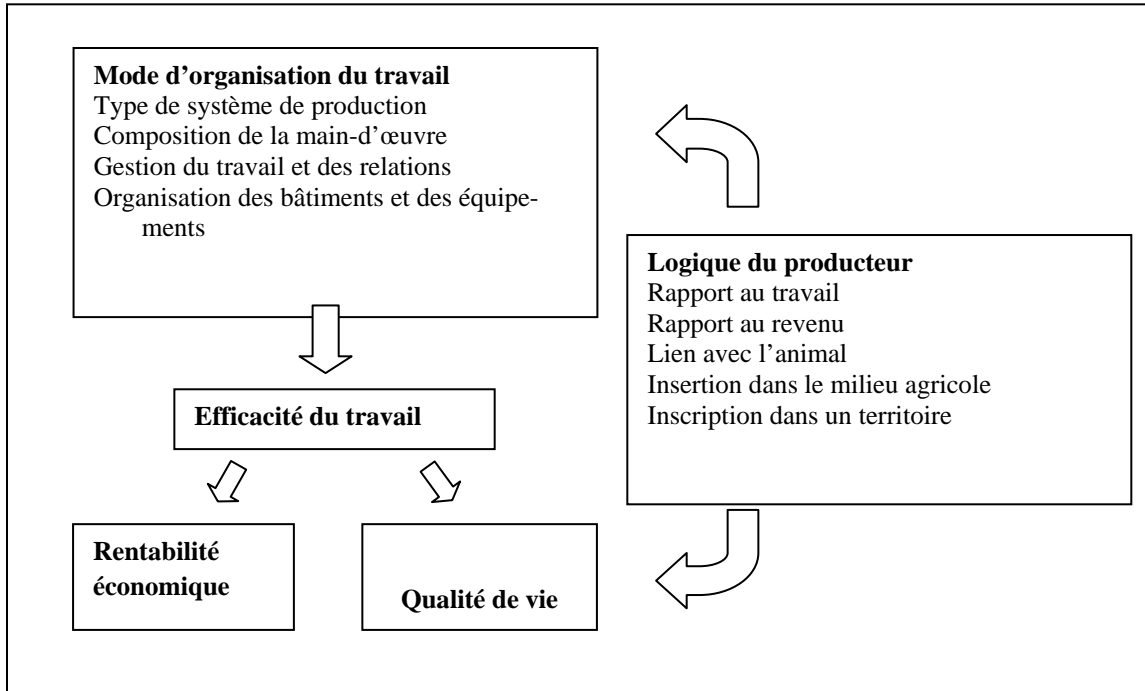 Mode d’organisation du travail
Type de système de production
Composition de la main-d’œuvre
Gestion du travail et des relations
Organisation des bâtiments et des équipe-
ments
Logique du producteur
Rapport au travail
Rapport au revenu
Lien avec l’animal
Insertion dans le milieu agricole
Inscription dans un territoire
Efficacité du travail
Rentabilité
économique
Qualité de vie